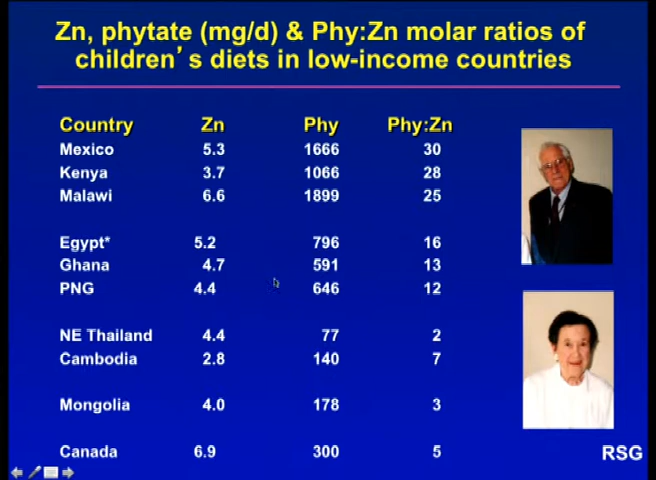 Zn, phytate (mg/d) & Phy:Zn molar ratios of
children's diets in low-income countries
Country Zn Phy Phy:Zn
Mexico 5.3 1666 30
Kenya 3.7 1066 28
Malawi 6.6 1899 25
Egypt* 5.2 796 16
Ghana 4.7 591 13
PNG 4.4 646 12
NE Thailand 4.4 77 2
Cambodia 2.8 140 7
Mongolia 4.0 178 3
Canada 6.9 300 5
RSG